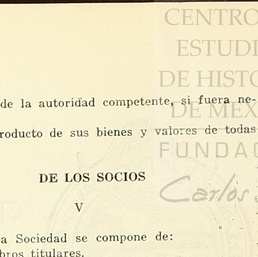 CENTRO
ESTUDI
DE HISTO
DE MÉX
FUNDAC
Carlos S
de la autoridad competente, si fuera ne-
roducto de sus bienes y valores de todas
DE LOS SOCIOS
V
a Sociedad se compone de:
bros titulares.